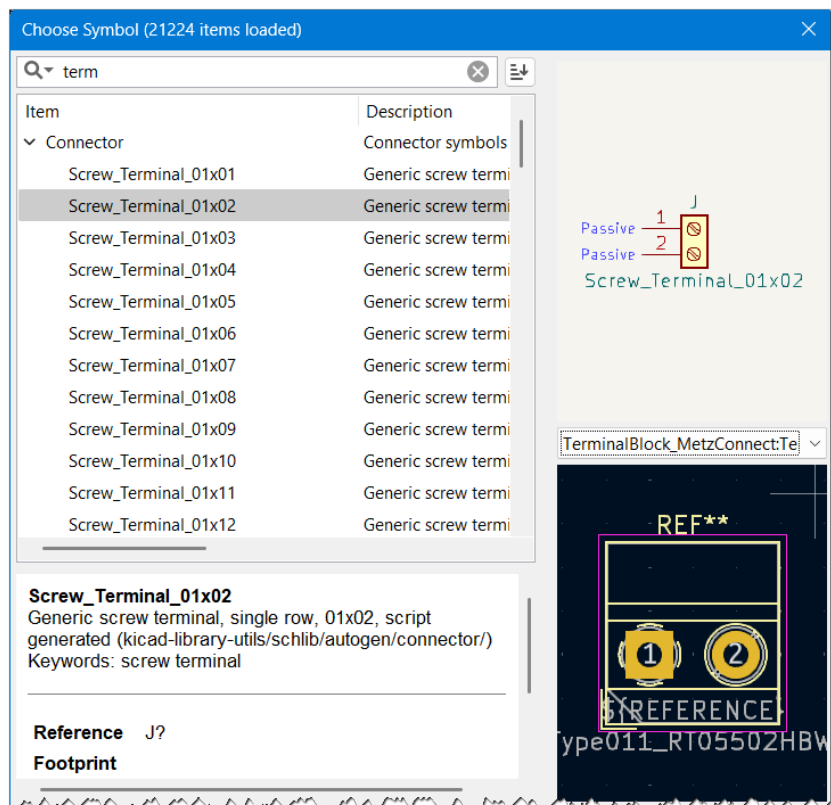 Choose Symbol (21224 items loaded)
term
Item Description
Connector Connector symbols
Screw_Terminal_01x01 Generic screw termi
Screw_Terminal_01x02 Generic screw termi
Screw_Terminal_01x03 Generic screw termi
Screw_Terminal_01x04 Generic screw termi
Screw_Terminal_01x05 Generic screw termi
Screw_Terminal_01x06 Generic screw termi
Screw_Terminal_01x07 Generic screw termi
Screw_Terminal_01x08 Generic screw termi
Screw_Terminal_01x09 Generic screw termi
Screw_Terminal_01x10 Generic screw termi
Screw_Terminal_01x11 Generic screw termi
Screw_Terminal_01x12 Generic screw termi
Screw_Terminal_01x02
Generic screw terminal, single row, 01x02, script
generated (kicad-library-utils/schlib/autogen/connector/)
Keywords: screw terminal
Reference J?
Footprint
J
Passive 1
Passive 2
Screw_Terminal_01x02
TerminalBlock_MetzConnect:Te
REF**
1 2
${REFERENCE}
ype011_RT05502HBW